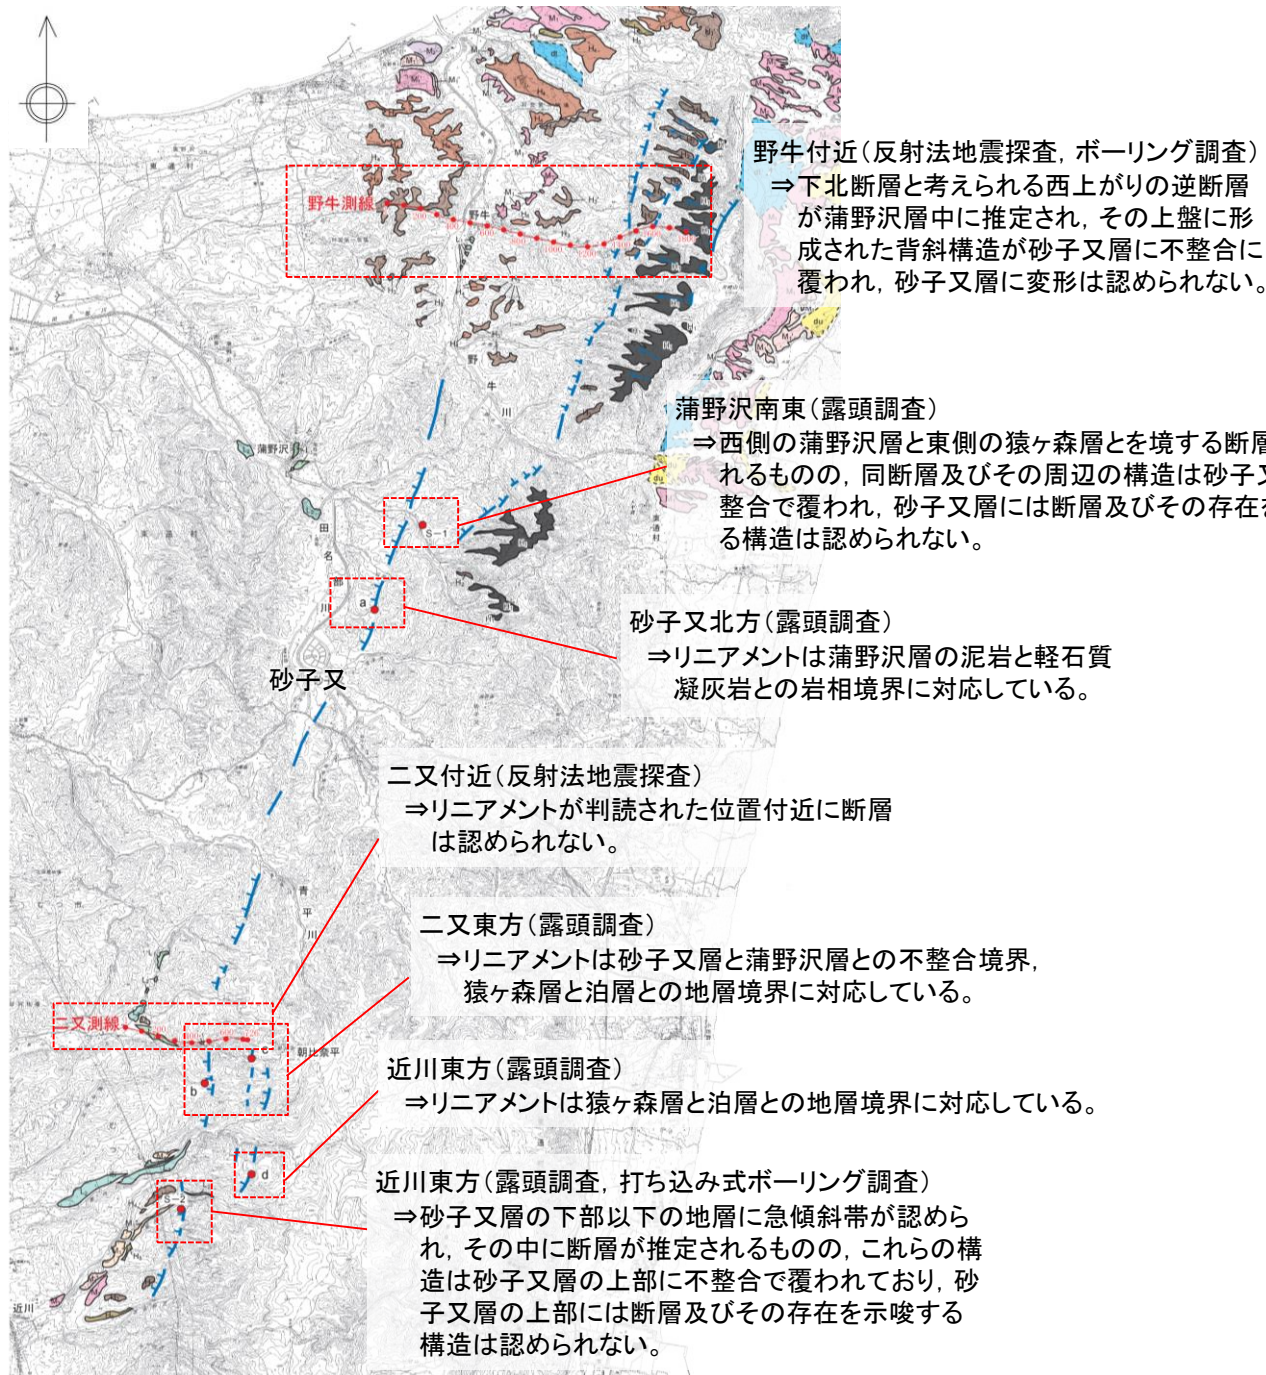 野牛付近(反射法地震探査, ボーリング調査)
⇒下北断層と考えられる西上がりの逆断層
が蒲野沢層中に推定され, その上盤に形
成された背斜構造が砂子又層に不整合に
覆われ, 砂子又層に変形は認められない。
野牛測線
野牛
野
牛
川
蒲野沢南東(露頭調査)
⇒西側の蒲野沢層と東側の猿ヶ森層とを境する断層
れるものの, 同断層及びその周辺の構造は砂子又
整合で覆われ, 砂子又層には断層及びその存在を
る構造は認められない。
蒲野沢
S-1
田
名
部
川
a
砂子又北方(露頭調査)
⇒リニアメントは蒲野沢層の泥岩と軽石質
凝灰岩との岩相境界に対応している。
砂子又
二又付近(反射法地震探査)
⇒リニアメントが判読された位置付近に断層
は認められない。
青
平
川
二又東方(露頭調査)
⇒リニアメントは砂子又層と蒲野沢層との不整合境界,
猿ヶ森層と泊層との地層境界に対応している。
二又測線
c
朝比奈平
b
近川東方(露頭調査)
⇒リニアメントは猿ヶ森層と泊層との地層境界に対応している。
d
S-2
近川東方(露頭調査, 打ち込み式ボーリング調査)
⇒砂子又層の下部以下の地層に急傾斜帯が認めら
れ, その中に断層が推定されるものの, これらの構
造は砂子又層の上部に不整合で覆われており, 砂
子又層の上部には断層及びその存在を示唆する
構造は認められない。
近川